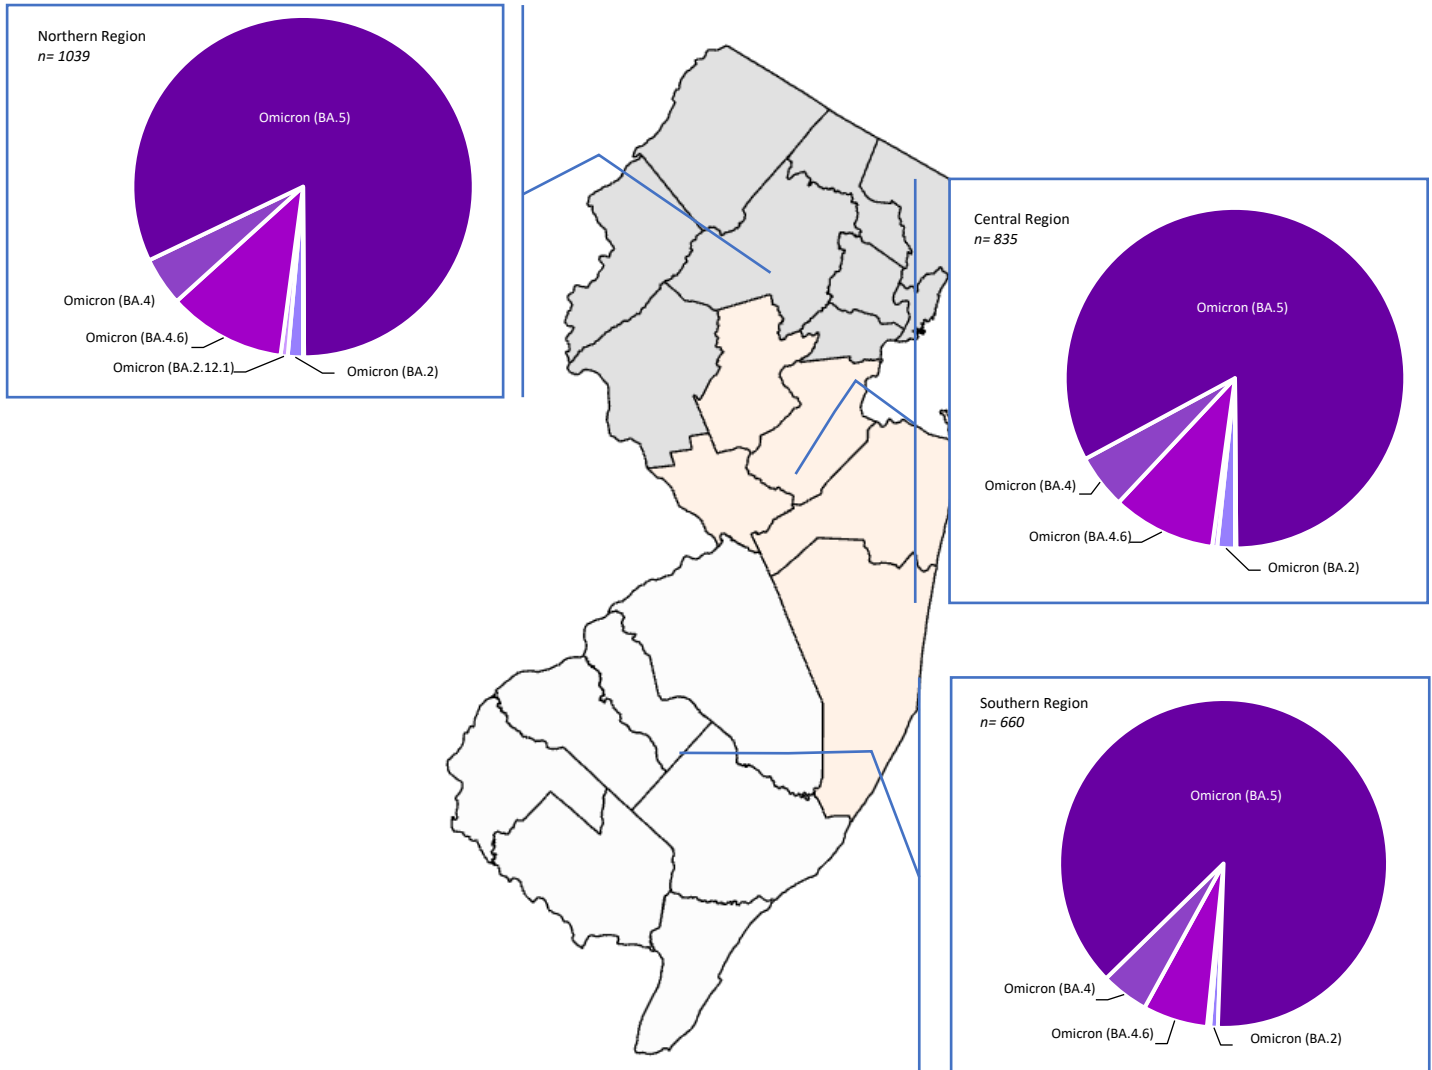 Northern Region
n= 1039
Omicron (BA.5)
Omicron (BA.4)
Omicron (BA.4.6)
Omicron (BA.2.12.1)
Omicron (BA.2)
Central Region
n= 835
Omicron (BA.5)
Omicron (BA.4)
Omicron (BA.4.6)
Omicron (BA.2)
Southern Region
n= 660
Omicron (BA.5)
Omicron (BA.4)
Omicron (BA.4.6)
Omicron (BA.2)